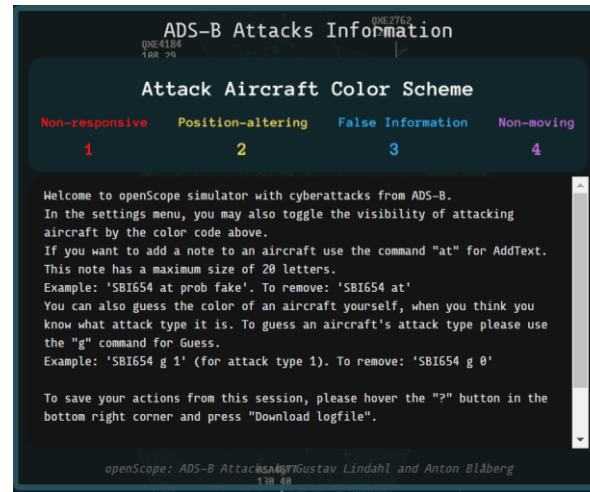 QXE2762
ADS-B Attacks Information
QXE4184
188 29
Attack Aircraft Color Scheme
Non-responsive Position-altering False Information Non-moving
1 2 3 4
Welcome to openScope simulator with cyberattacks from ADS-B.
In the settings menu, you may also toggle the visibility of attacking
aircraft by the color code above.
If you want to add a note to an aircraft use the command "at" for AddText.
This note has a maximum size of 20 letters.
Example: 'SBI654 at prob fake'. To remove: 'SBI654 at'
You can also guess the color of an aircraft yourself, when you think you
know what attack type it is. To guess an aircraft's attack type please use
the "g" command for Guess.
Example: 'SBI654 g 1' (for attack type 1). To remove: 'SBI654 g 0'
To save your actions from this session, please hover the "?" button in the
bottom right corner and press "Download logfile".
openScope: ADS-B Attacks Gustav Lindahl and Anton Blåberg
130 40